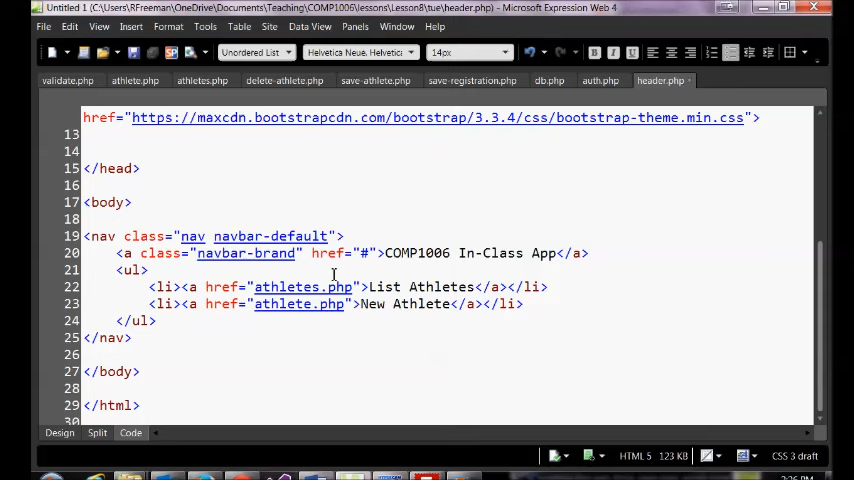 Untitled 1 (C:\Users\RFreeman\OneDrive\Documents\Teaching\COMP1006\lessons\Lesson8\tue\header.php) - Microsoft Expression Web 4
File Edit View Insert Format Tools Table Site Data View Panels Window Help
Unordered List Helvetica Neue, Helvetica, 14px B I U
validate.php athlete.php athletes.php delete-athlete.php save-athlete.php save-registration.php db.php auth.php header.php*
href="https://maxcdn.bootstrapcdn.com/bootstrap/3.3.4/css/bootstrap-theme.min.css">
13
14
15 </head>
16
17 <body>
18
19 <nav class="nav navbar-default">
20 <a class="navbar-brand" href="#">COMP1006 In-Class App</a>
21 <ul>
22 <li><a href="athletes.php">List Athletes</a></li>
23 <li><a href="athlete.php">New Athlete</a></li>
24 </ul>
25 </nav>
26
27 </body>
28
29 </html>
30
Design Split Code
HTML 5 123 KB CSS 3 draft